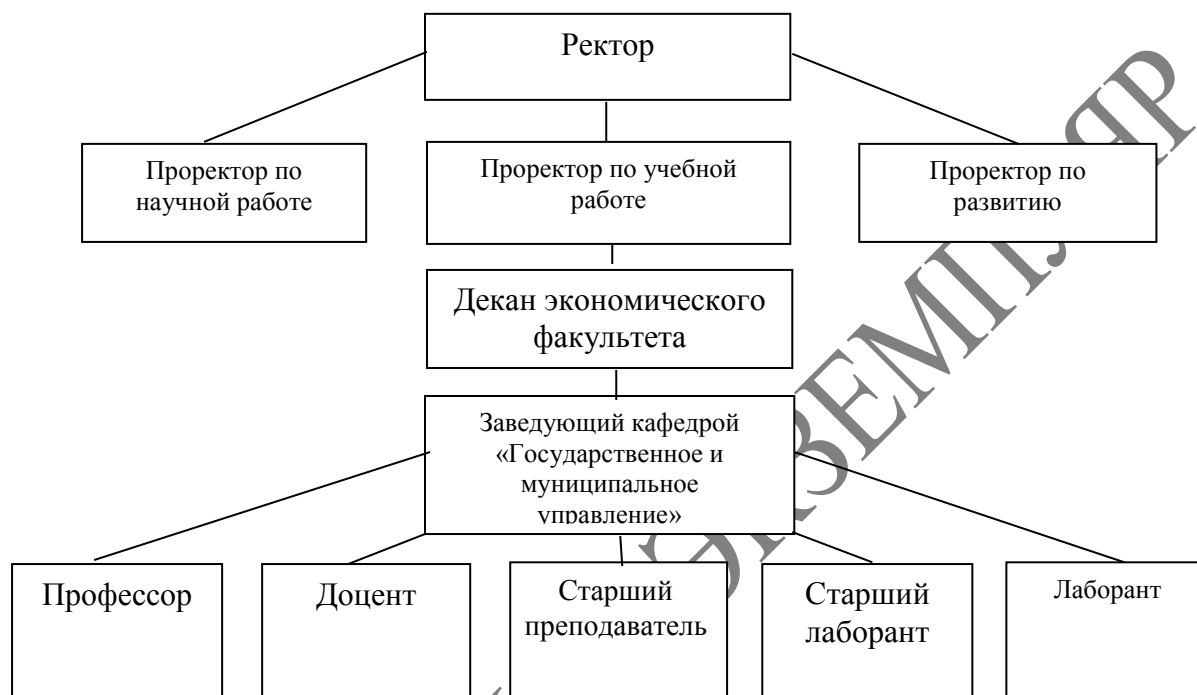 Ректор
Проректор по
научной работе
Проректор по учебной
работе
Проректор по
развитию
Декан экономического
факультета
Заведующий кафедрой
«Государственное и
муниципальное
управление»
Профессор
Доцент
Старший
преподаватель
Старший
лаборант
Лаборант
ЭКЗЕМПЛЯР